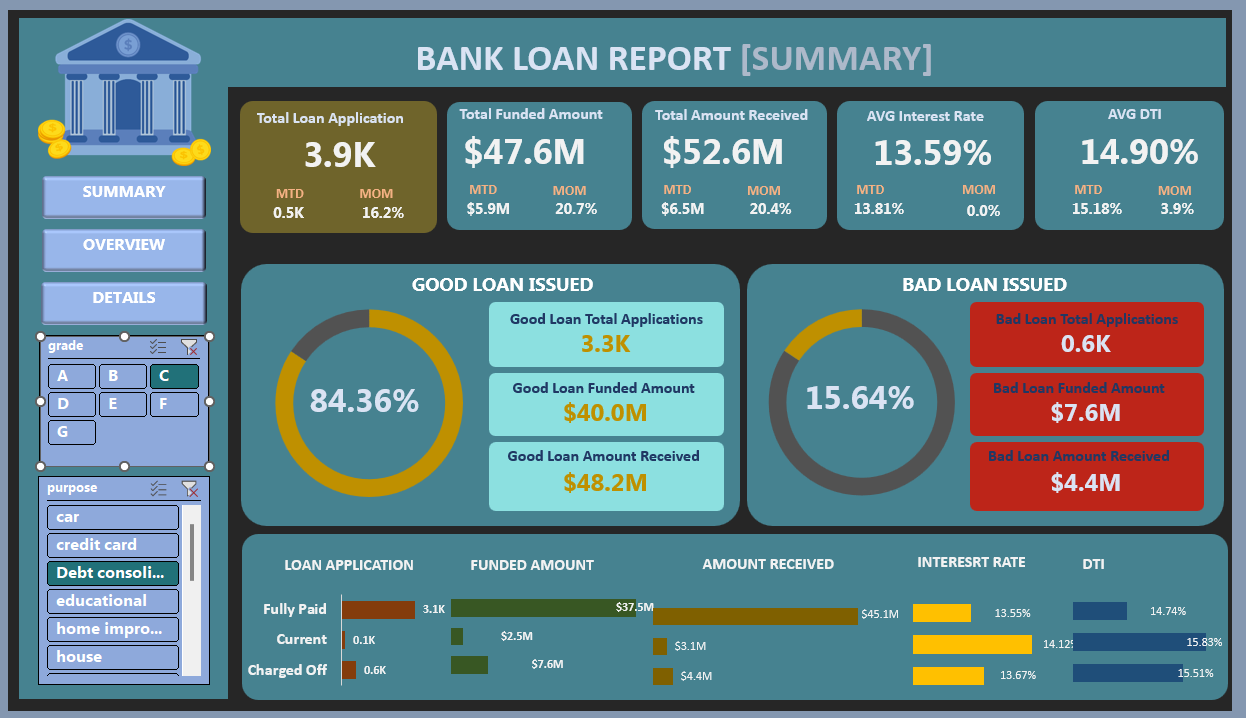 BANK LOAN REPORT [SUMMARY]
$
SUMMARY
OVERVIEW
DETAILS
grade
A B C
D E F
G
purpose
car
credit card
Debt consoli...
educational
home impro...
house
Total Loan Application
3.9K
MTD MOM
0.5K 16.2%
Total Funded Amount
$47.6M
MTD MOM
$5.9M 20.7%
Total Amount Received
$52.6M
MTD MOM
$6.5M 20.4%
AVG Interest Rate
13.59%
MTD MOM
13.81% 0.0%
AVG DTI
14.90%
MTD MOM
15.18% 3.9%
GOOD LOAN ISSUED
84.36%
Good Loan Total Applications
3.3K
Good Loan Funded Amount
$40.0M
Good Loan Amount Received
$48.2M
BAD LOAN ISSUED
15.64%
Bad Loan Total Applications
0.6K
Bad Loan Funded Amount
$7.6M
Bad Loan Amount Received
$4.4M
LOAN APPLICATION FUNDED AMOUNT AMOUNT RECEIVED INTERESRT RATE DTI
Fully Paid 3.1K $37.5M $45.1M 13.55% 14.74%
Current 0.1K $2.5M $3.1M 14.12% 15.83%
Charged Off 0.6K $7.6M $4.4M 13.67% 15.51%